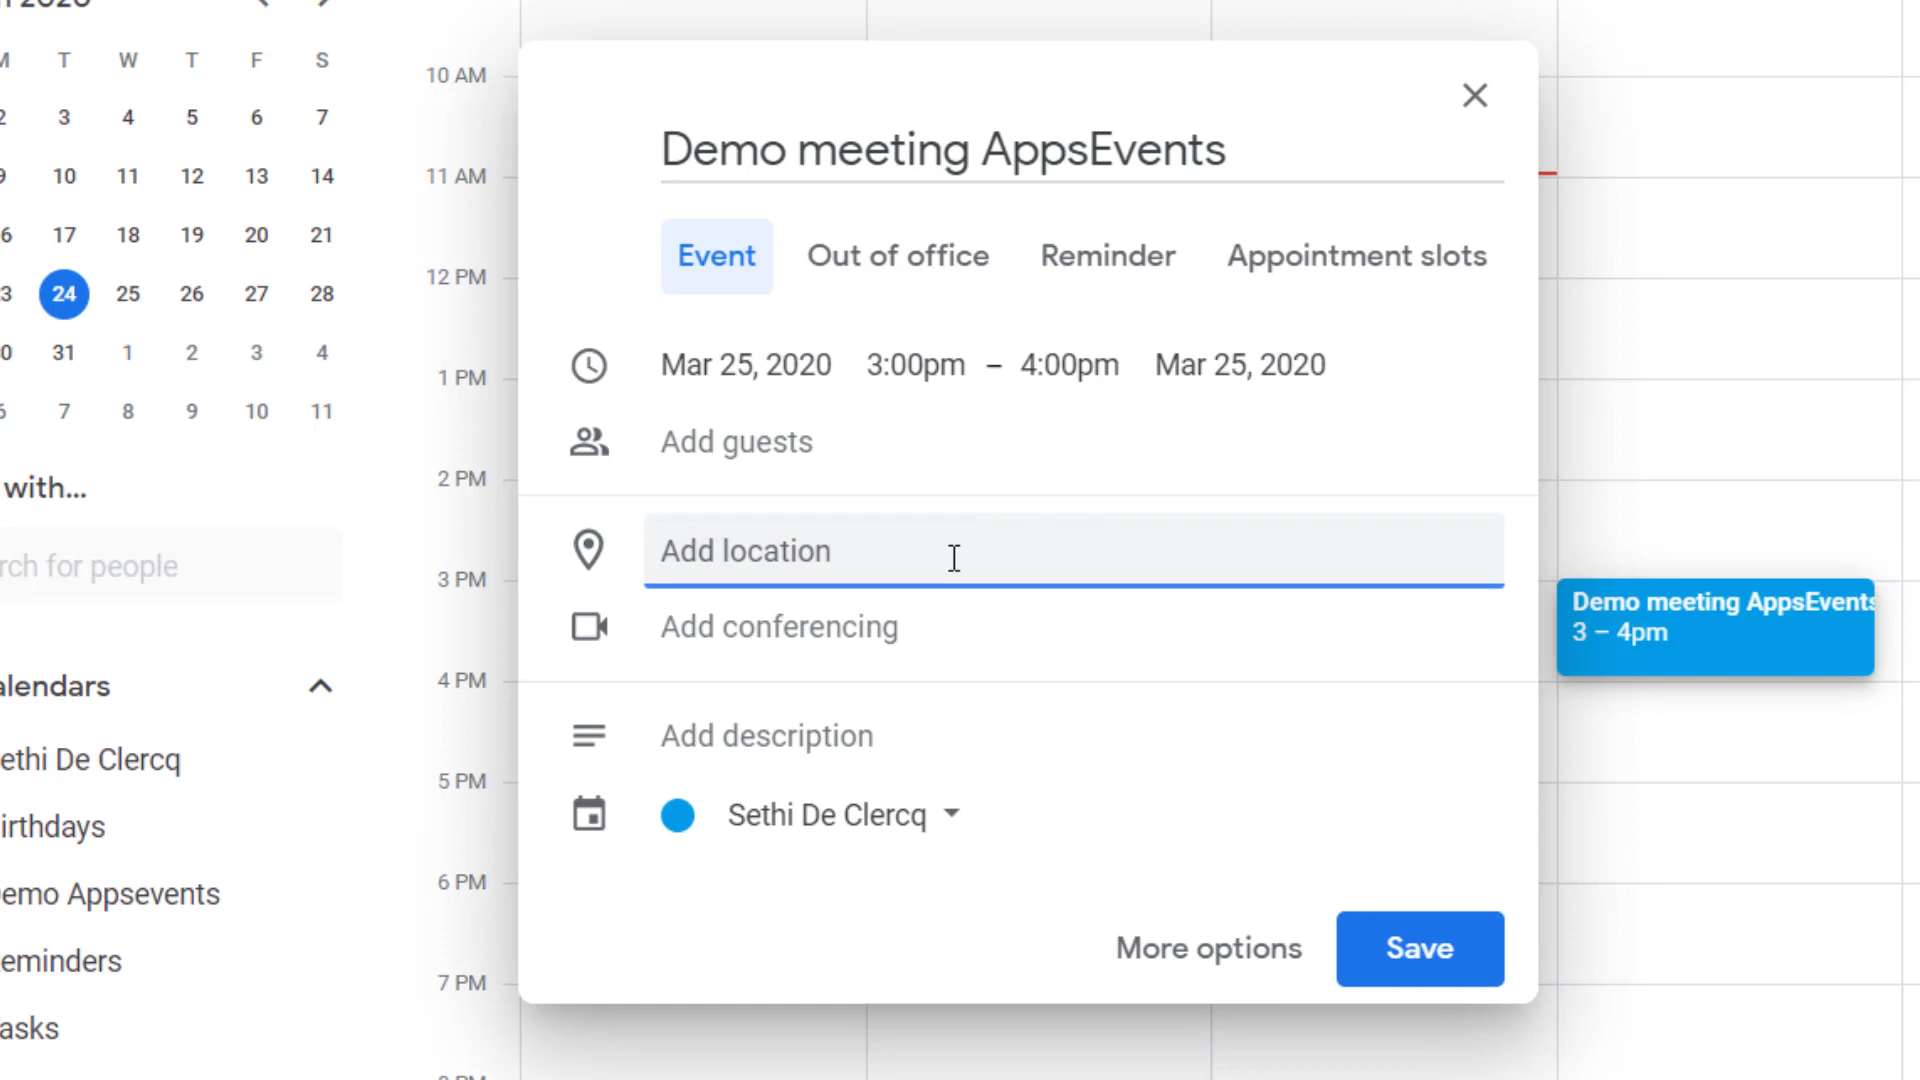 M T W T F S
2 3 4 5 6 7
9 10 11 12 13 14
16 17 18 19 20 21
23 24 25 26 27 28
30 31 1 2 3 4
6 7 8 9 10 11
with...
rch for people
alendars
ethi De Clercq
irthdays
emo Appsevents
eminders
asks
10 AM
11 AM
12 PM
1 PM
2 PM
3 PM
4 PM
5 PM
6 PM
7 PM
Demo meeting AppsEvents
Event Out of office Reminder Appointment slots
Mar 25, 2020 3:00pm – 4:00pm Mar 25, 2020
Add guests
Add location
Add conferencing
Add description
Sethi De Clercq
More options Save
Demo meeting AppsEvents
3 – 4pm